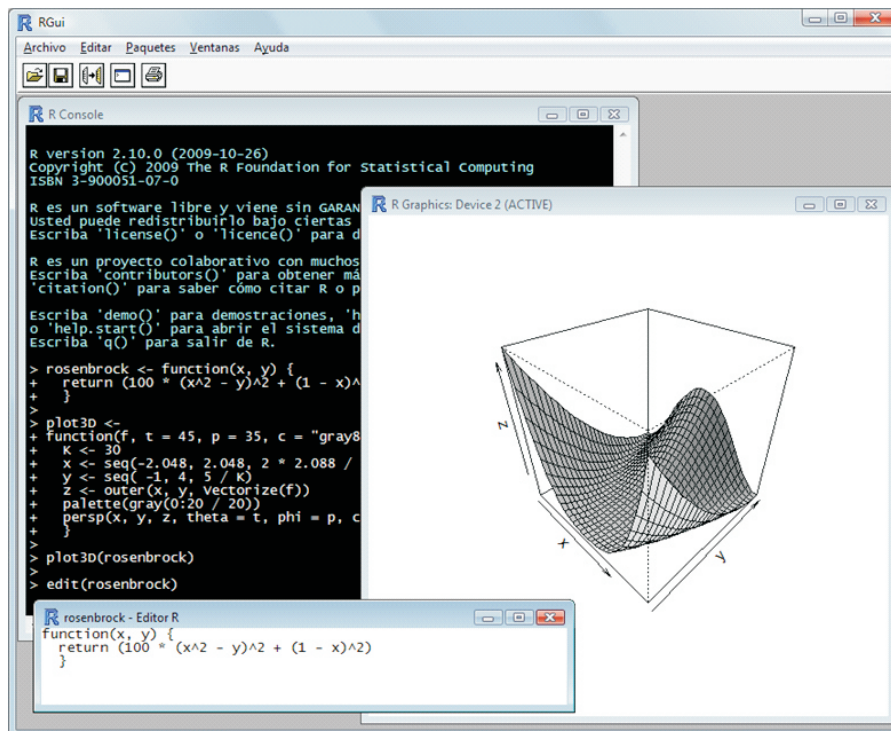 RGui
Archivo Editar Paquetes Ventanas Ayuda
R Console
R version 2.10.0 (2009-10-26)
Copyright (C) 2009 The R Foundation for Statistical Computing
ISBN 3-900051-07-0
R es un software libre y viene sin GARAN
Usted puede redistribuirlo bajo ciertas
Escriba 'license()' o 'licence()' para d
R es un proyecto colaborativo con muchos
Escriba 'contributors()' para obtener má
'citation()' para saber cómo citar R o p
Escriba 'demo()' para demostraciones, 'h
o 'help.start()' para abrir el sistema d
Escriba 'q()' para salir de R.
> rosenbrock <- function(x, y) {
+ return (100 * (x^2 - y)^2 + (1 - x)^
+ }
>
> plot3D <-
+ function(f, t = 45, p = 35, c = "gray8
+ K <- 30
+ x <- seq(-2.048, 2.048, 2 * 2.088 /
+ y <- seq( -1, 4, 5 / K)
+ z <- outer(x, y, Vectorize(f))
+ palette(gray(0:20 / 20))
+ persp(x, y, z, theta = t, phi = p, c
+ }
>
> plot3D(rosenbrock)
>
> edit(rosenbrock)
R Graphics: Device 2 (ACTIVE)
z
x
y
rosenbrock - Editor R
function(x, y) {
return (100 * (x^2 - y)^2 + (1 - x)^2)
}